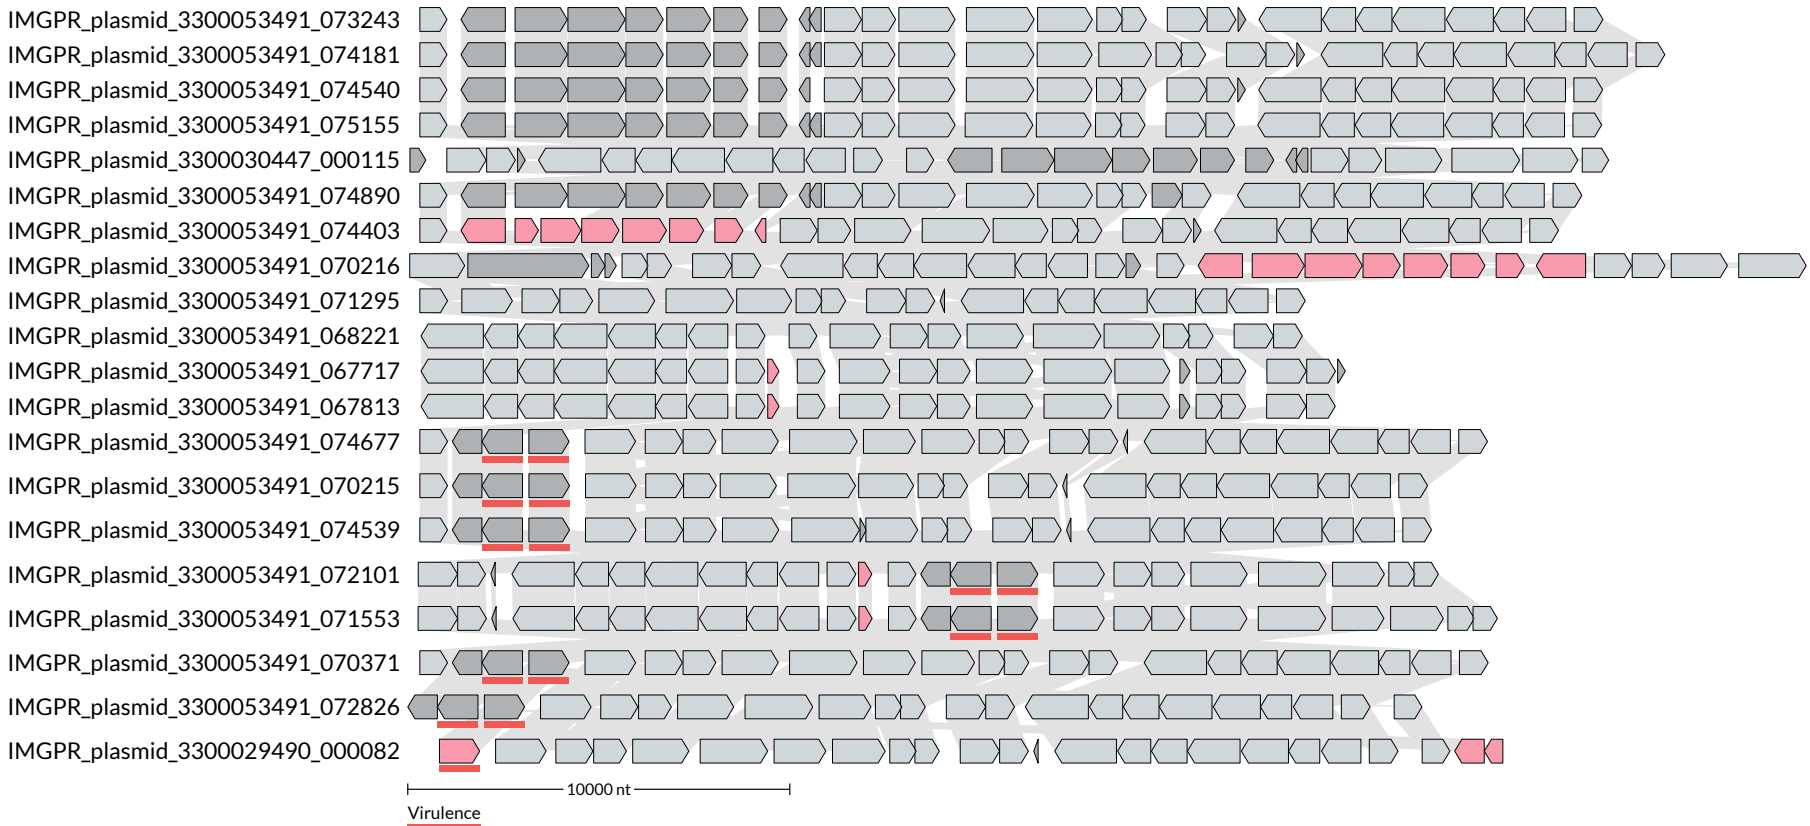 IMGPR_plasmid_3300053491_073243
IMGPR_plasmid_3300053491_074181
IMGPR_plasmid_3300053491_074540
IMGPR_plasmid_3300053491_075155
IMGPR_plasmid_3300030447_000115
IMGPR_plasmid_3300053491_074890
IMGPR_plasmid_3300053491_074403
IMGPR_plasmid_3300053491_070216
IMGPR_plasmid_3300053491_071295
IMGPR_plasmid_3300053491_068221
IMGPR_plasmid_3300053491_067717
IMGPR_plasmid_3300053491_067813
IMGPR_plasmid_3300053491_074677
IMGPR_plasmid_3300053491_070215
IMGPR_plasmid_3300053491_074539
IMGPR_plasmid_3300053491_072101
IMGPR_plasmid_3300053491_071553
IMGPR_plasmid_3300053491_070371
IMGPR_plasmid_3300053491_072826
IMGPR_plasmid_3300029490_000082
10000 nt
Virulence